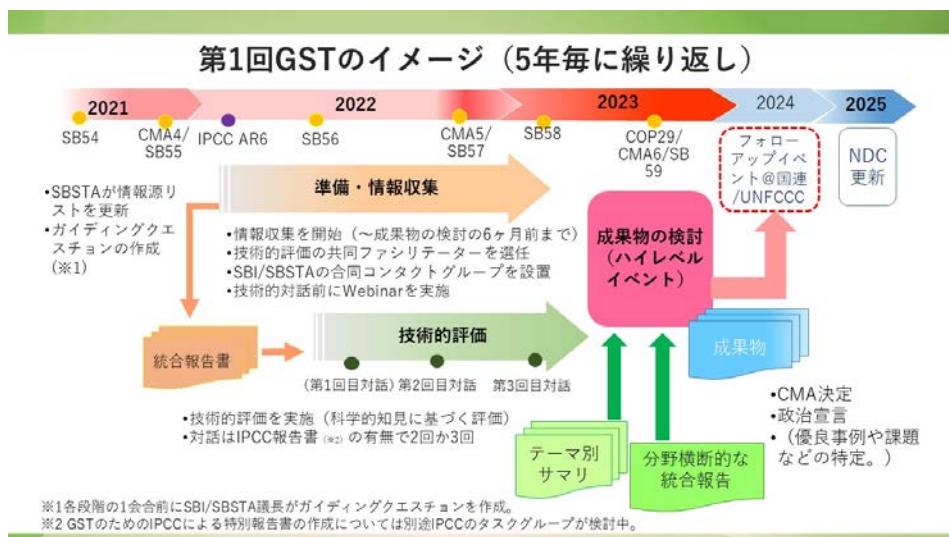 第1回GSTのイメージ（5年毎に繰り返し）
2021
2022
2023
2024
2025
SB54
CMA4/
SB55
IPCC AR6
SB56
CMA5/
SB57
SB58
COP29/
CMA6/SB
59
フォロー
アップイベ
ント@国連
/UNFCCC
NDC
更新
•SBSTAが情報源リ
ストを更新
•ガイディングクエ
スチョンの作成
(※1)
準備・情報収集
•情報収集を開始（～成果物の検討の6ヶ月前まで）
•技術的評価の共同ファシリテーターを選任
•SBI/SBSTAの合同コンタクトグループを設置
•技術的対話前にWebinarを実施
成果物の検討
（ハイレベル
イベント）
統合報告書
技術的評価
(第1回目対話)
第2回目対話
第3回目対話
成果物
•技術的評価を実施（科学的知見に基づく評価）
•対話はIPCC報告書（※2）の有無で2回か3回
•CMA決定
•政治宣言
•（優良事例や課題
などの特定。）
テーマ別
サマリ
分野横断的な
統合報告
※1各段階の1会合前にSBI/SBSTA議長がガイディングクエスチョンを作成。
※2 GSTのためのIPCCによる特別報告書の作成については別途IPCCのタスクグループが検討中。